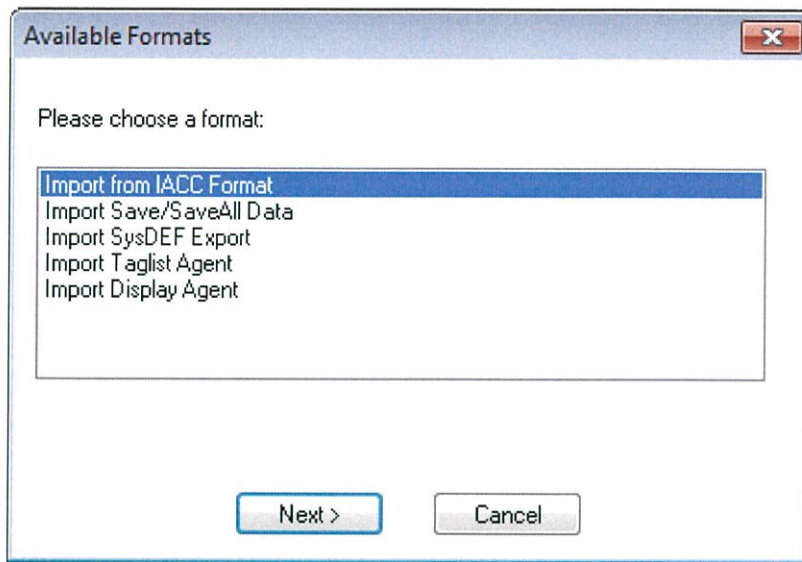 Available Formats
Please choose a format:
Import from IACC Format
Import Save/SaveAll Data
Import SysDEF Export
Import Taglist Agent
Import Display Agent
Next >
Cancel